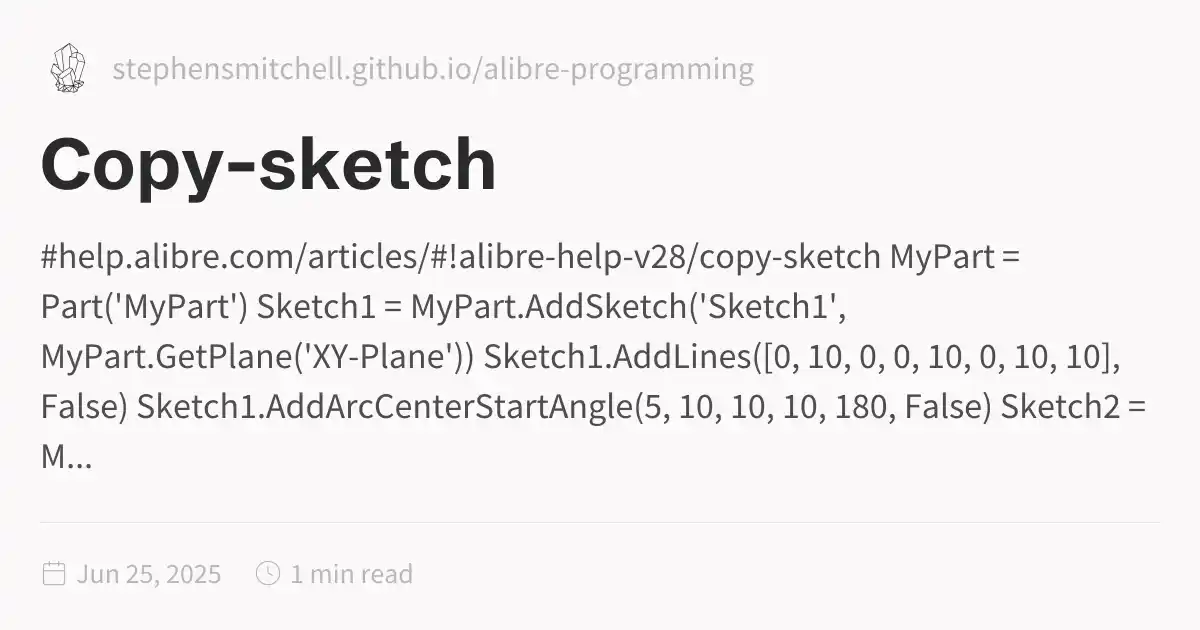 stephensmitchell.github.io/alibre-programming
Copy-sketch
#help.alibre.com/articles/#!alibre-help-v28/copy-sketch MyPart =
Part('MyPart') Sketch1 = MyPart.AddSketch('Sketch1',
MyPart.GetPlane('XY-Plane')) Sketch1.AddLines([0, 10, 0, 0, 10, 0, 10, 10],
False) Sketch1.AddArcCenterStartAngle(5, 10, 10, 10, 180, False) Sketch2 =
M...
Jun 25, 2025 1 min read